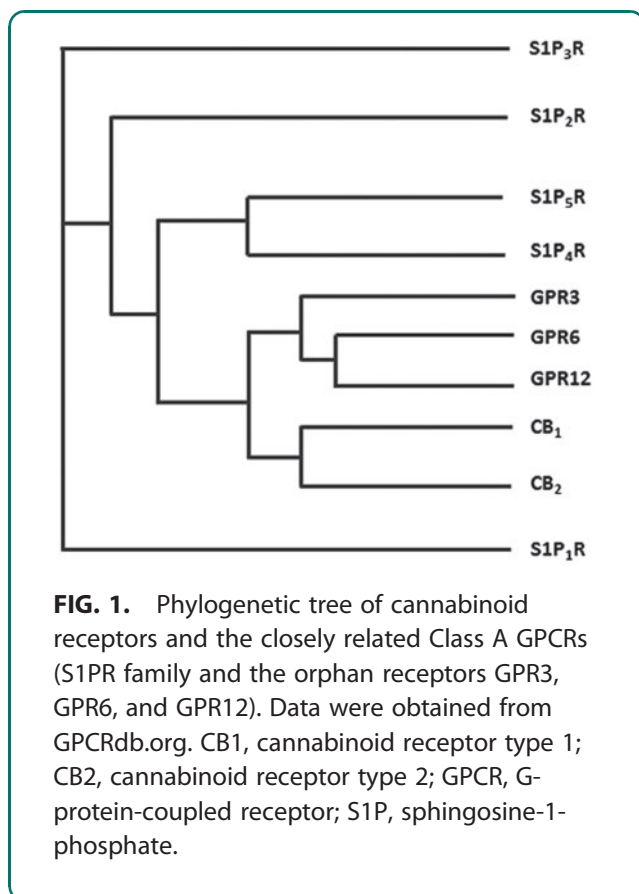 S1P₃R
S1P₂R
S1P₅R
S1P₄R
GPR3
GPR6
GPR12
CB₁
CB₂
S1P₁R
FIG. 1. Phylogenetic tree of cannabinoid
receptors and the closely related Class A GPCRs
(S1PR family and the orphan receptors GPR3,
GPR6, and GPR12). Data were obtained from
GPCRdb.org. CB1, cannabinoid receptor type 1;
CB2, cannabinoid receptor type 2; GPCR, G-
protein-coupled receptor; S1P, sphingosine-1-
phosphate.